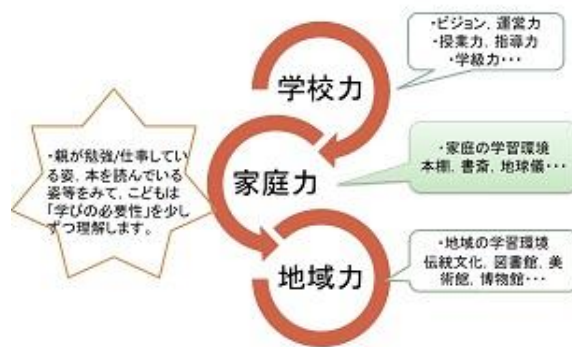 ・ビジョン，運営力
・授業力，指導力
・学級力・・・
学校力
・親が勉強/仕事してい
る姿，本を読んでいる
姿等をみて，こどもは
「学びの必要性」を少し
ずつ理解します。
家庭力
・家庭の学習環境
本棚，書斎，地球儀・・・
地域力
・地域の学習環境
伝統文化，図書館，美
術館，博物館・・・